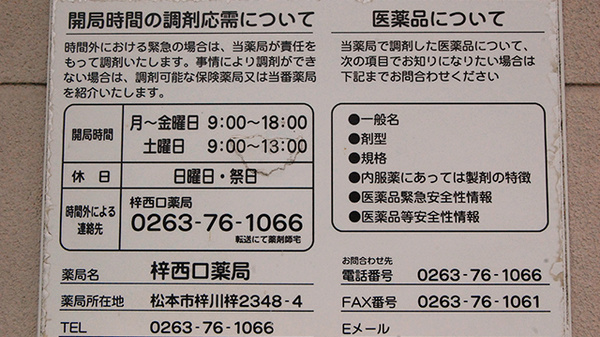 開局時間の調剤応需について
時間外における緊急の場合は、当薬局が責任を
もって調剤いたします。事情により調剤ができ
ない場合は、調剤可能な保険薬局又は当番薬局
を紹介いたします。
開局時間
月〜金曜日 9:00〜18:00
土曜日 9:00〜13:00
休日
日曜日・祭日
時間外による
連絡先
梓西口薬局
0263-76-1066
転送にて薬剤師宅
薬局名 梓西口薬局
薬局所在地 松本市梓川梓2348-4
TEL 0263-76-1066
医薬品について
当薬局で調剤した医薬品について、
次の項目でお知りになりたい場合は
下記までお問合わせください
●一般名
●剤型
●規格
●内服薬にあっては製剤の特徴
●医薬品緊急安全性情報
●医薬品等安全性情報
お問合わせ先
電話番号 0263-76-1066
FAX番号 0263-76-1061
Eメール